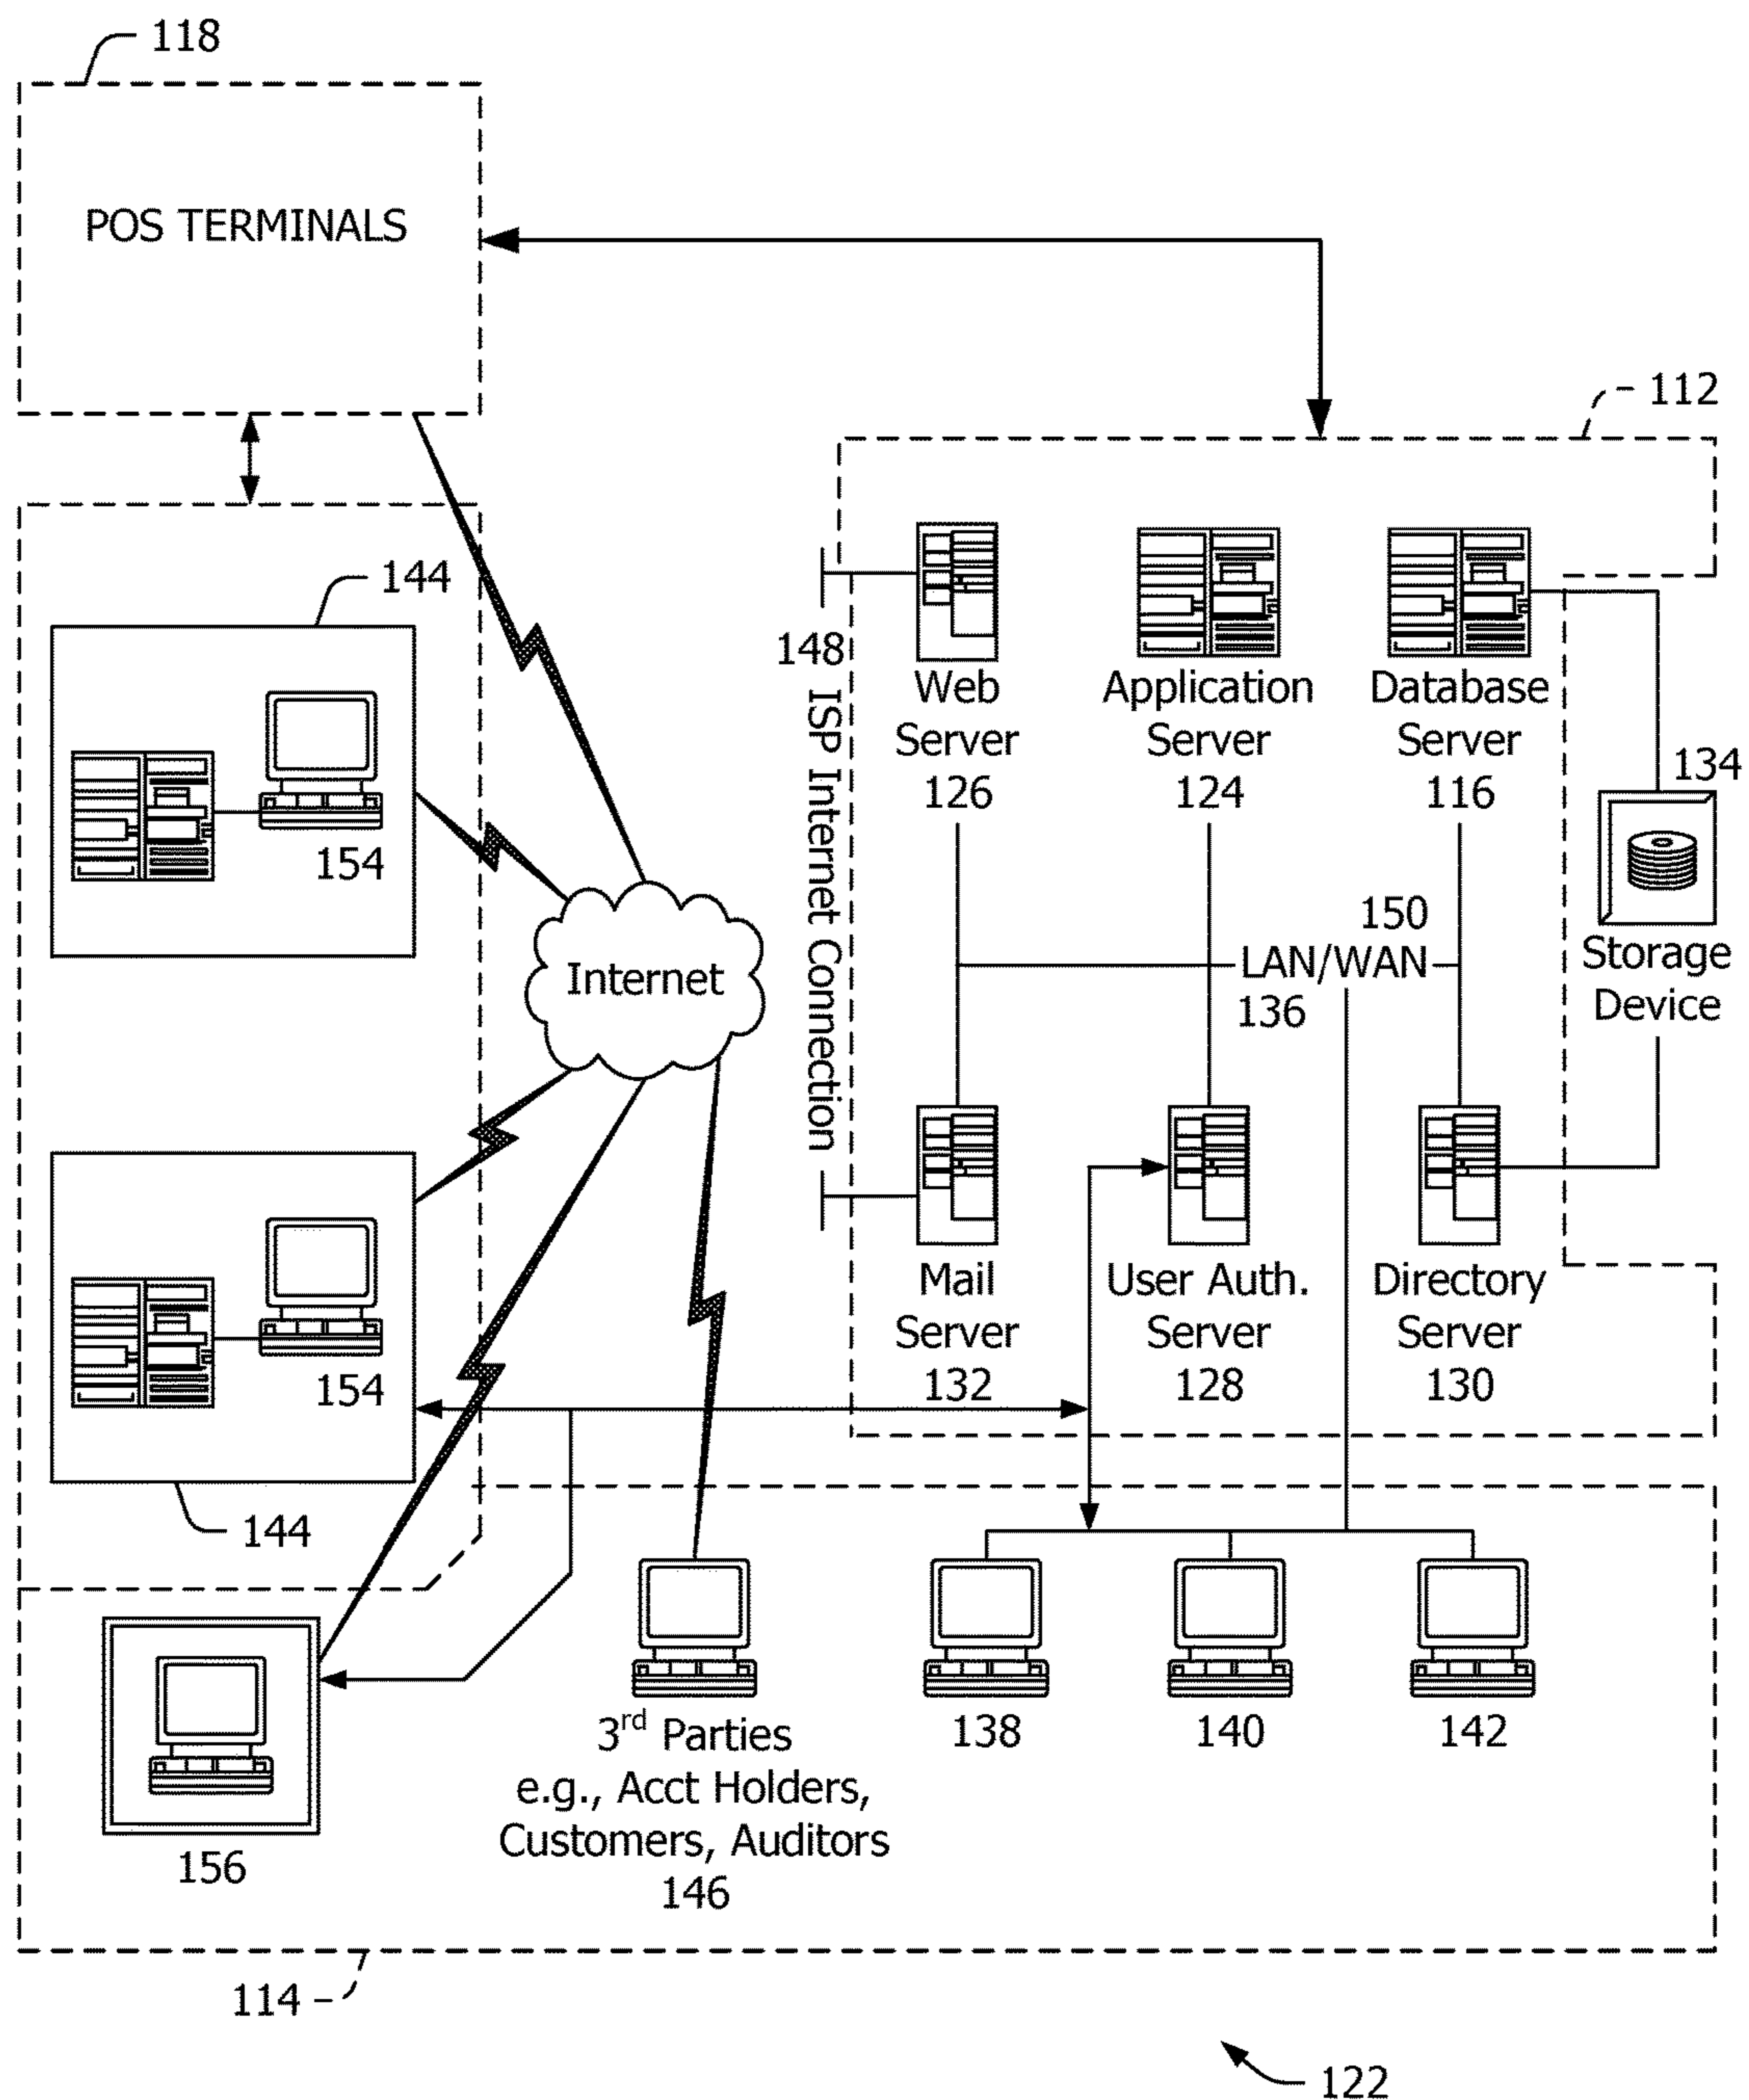 118
POS TERMINALS
112
144
154
148 ISP Internet Connection
Web
Server
126
Application
Server
124
Database
Server
116
134
Storage
Device
150
LAN/WAN
136
Internet
Mail
Server
132
User Auth.
Server
128
Directory
Server
130
154
144
156
3rd Parties
e.g., Acct Holders,
Customers, Auditors
146
138
140
142
114
122